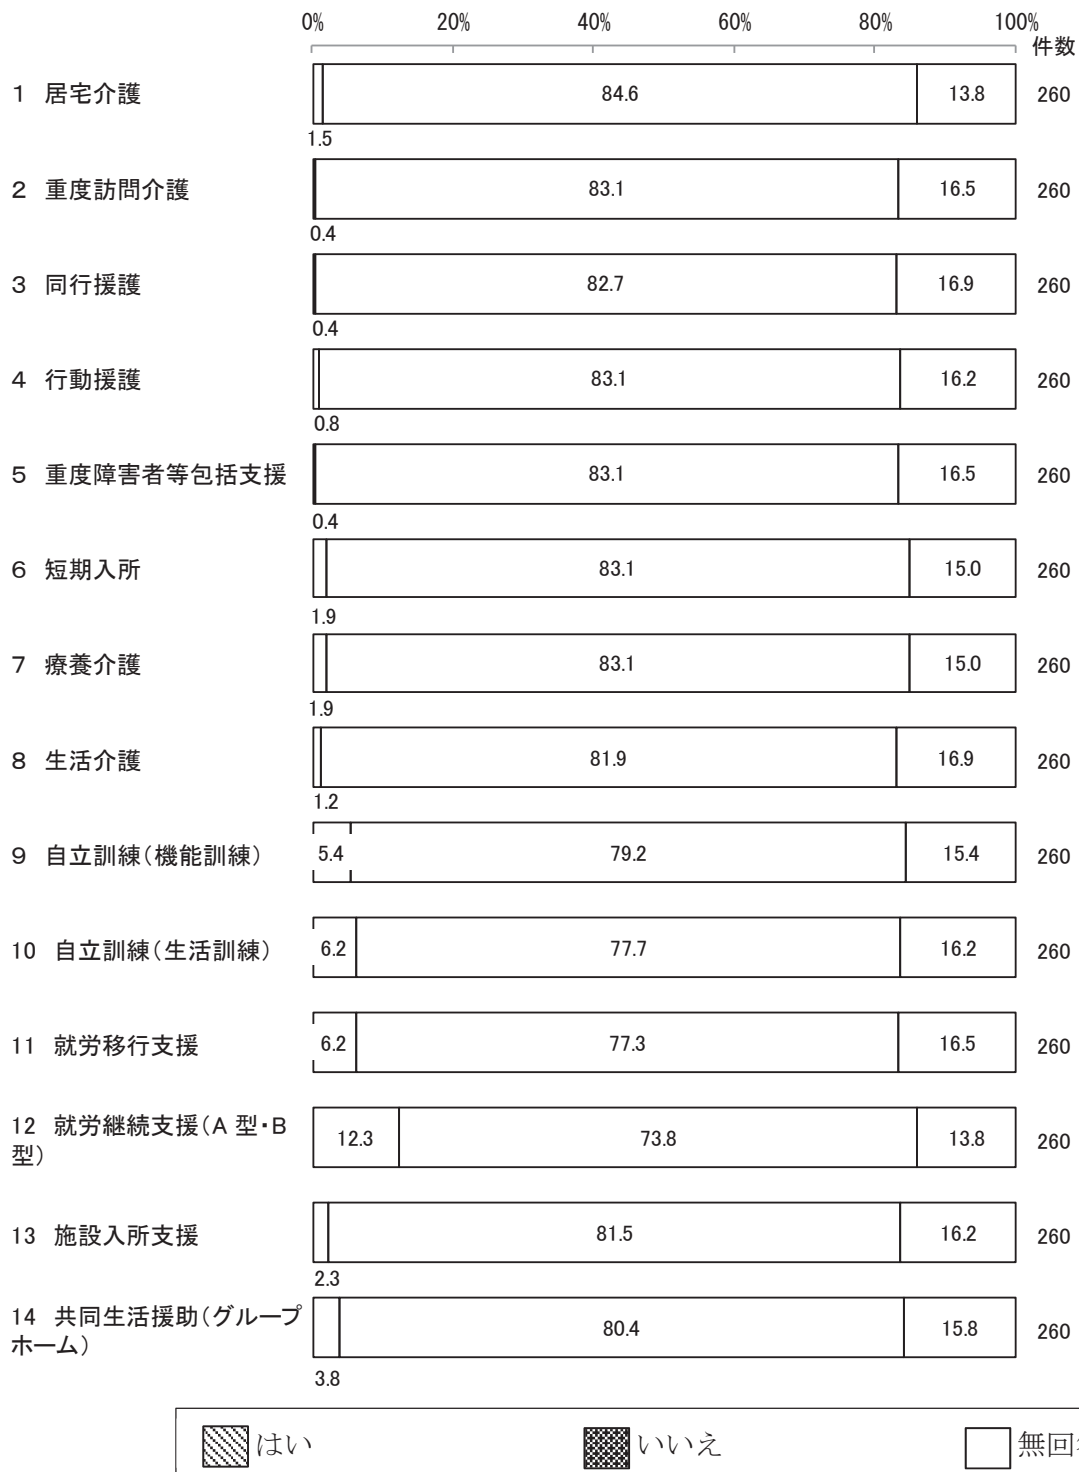 0% 20% 40% 60% 80% 100%
件数
1 居宅介護 84.6 13.8 260
1.5
2 重度訪問介護 83.1 16.5 260
0.4
3 同行援護 82.7 16.9 260
0.4
4 行動援護 83.1 16.2 260
0.8
5 重度障害者等包括支援 83.1 16.5 260
0.4
6 短期入所 83.1 15.0 260
1.9
7 療養介護 83.1 15.0 260
1.9
8 生活介護 81.9 16.9 260
1.2
9 自立訓練(機能訓練) 5.4 79.2 15.4 260
10 自立訓練(生活訓練) 6.2 77.7 16.2 260
11 就労移行支援 6.2 77.3 16.5 260
12 就労継続支援(A 型・B
型) 12.3 73.8 13.8 260
13 施設入所支援 81.5 16.2 260
2.3
14 共同生活援助(グループ
ホーム) 80.4 15.8 260
3.8
はい いいえ 無回